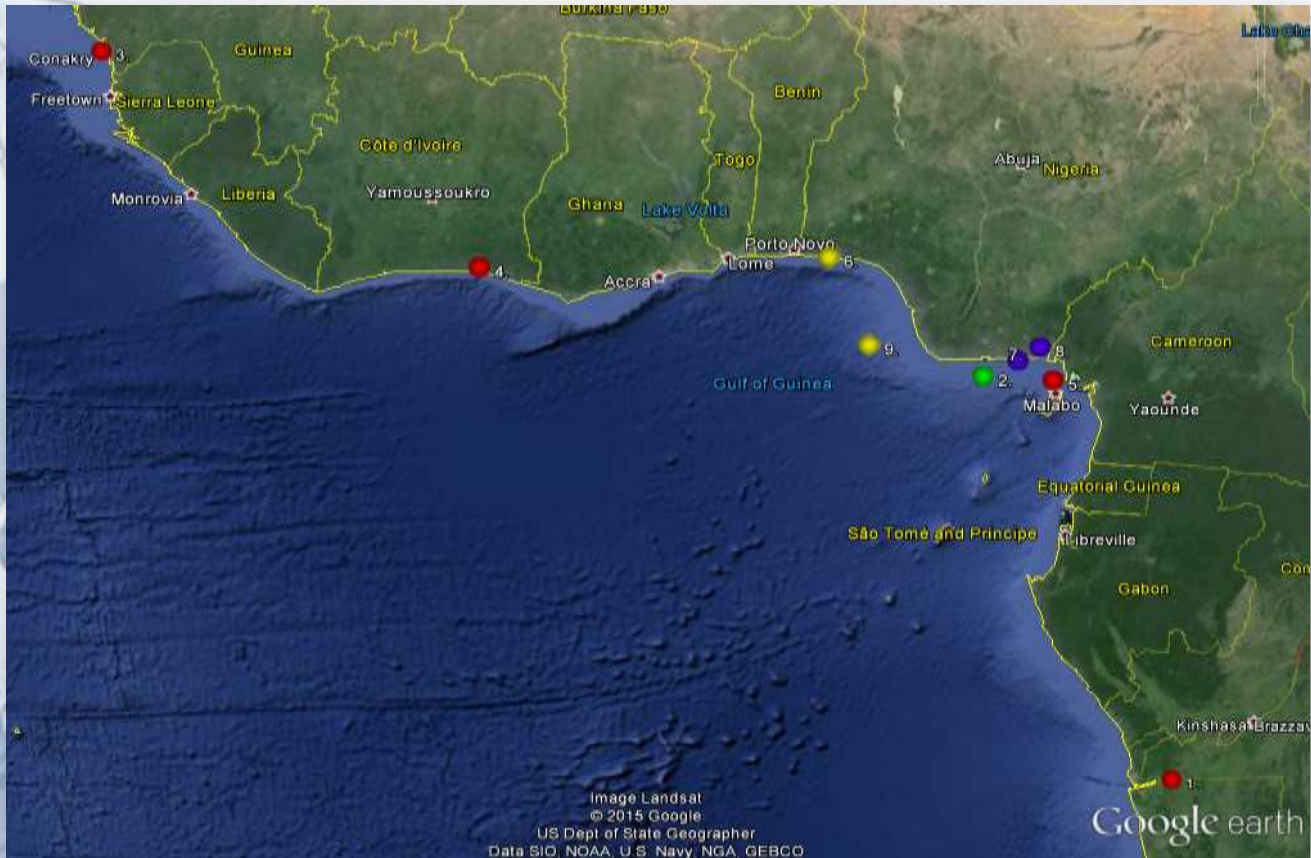 Burkina Faso
Conakry
3.
Guinea
Freetown
Sierra Leone
Benin
Côte d'Ivoire
Togo
Abuja
Nigeria
Monrovia
Liberia
Yamoussoukro
Ghana
Lake Volta
Porto Novo
Lome
6.
4.
Accra
9.
7.
8.
Cameroon
Gulf of Guinea
2.
5.
Malabo
Yaounde
Equatorial Guinea
São Tomé and Principe
Libreville
Gabon
Kinshasa
1.
Image Landsat
© 2015 Google
US Dept of State Geographer
Data SIO, NOAA, U.S. Navy, NGA, GEBCO
Google earth